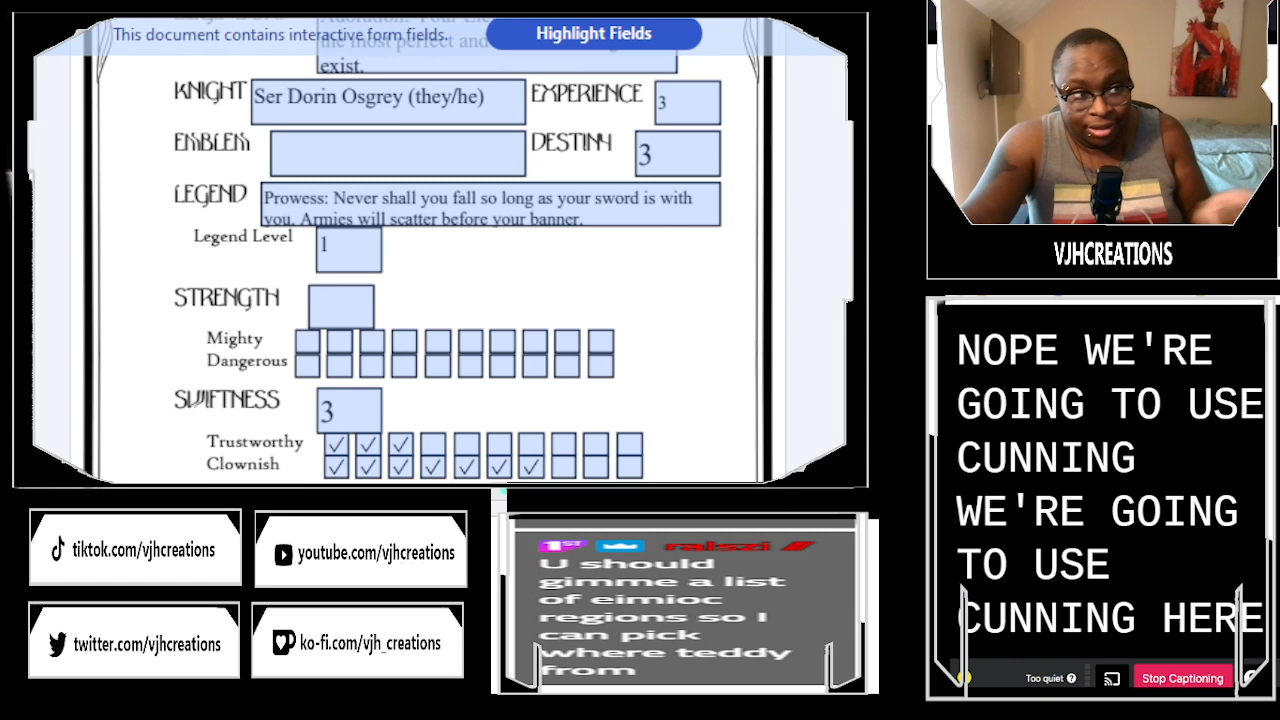 This document contains interactive form fields.
Highlight Fields
exist.
KNIGHT
Ser Dorin Osgrey (they/he)
EXPERIENCE
3
EMBLEM
DESTINY
3
LEGEND
Prowess: Never shall you fall so long as your sword is with
you. Armies will scatter before your banner.
Legend Level
1
STRENGTH
Mighty
Dangerous
SWIFTNESS
3
Trustworthy
Clownish
VJHCREATIONS
NOPE WE'RE
GOING TO USE
CUNNING
WE'RE GOING
TO USE
CUNNING HERE
Too quiet
Stop Captioning
tiktok.com/vjhcreations
youtube.com/vjhcreations
twitter.com/vjhcreations
ko-fi.com/vjh_creations
1ST
ralszi
U should
gimme a list
of eimioc
regions so I
can pick
where teddy
from